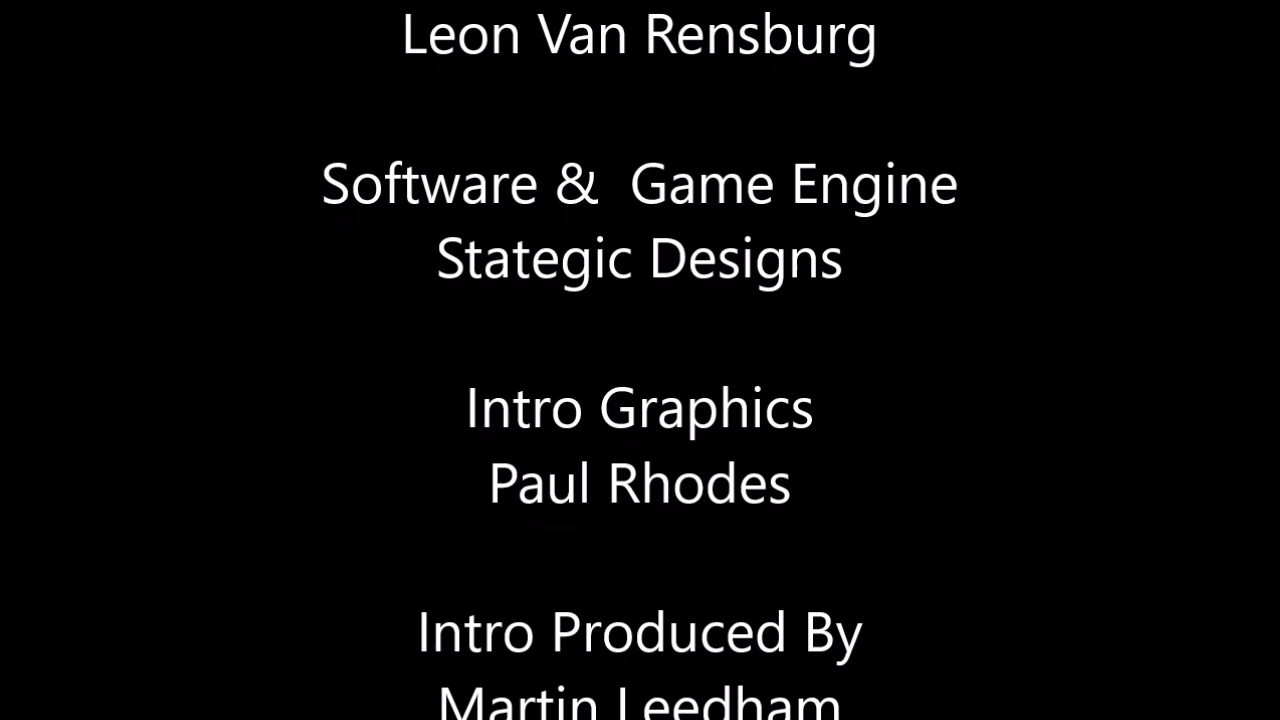 Leon Van Rensburg
Software &  Game Engine
Stategic Designs
Intro Graphics
Paul Rhodes
Intro Produced By
Martin Leedham